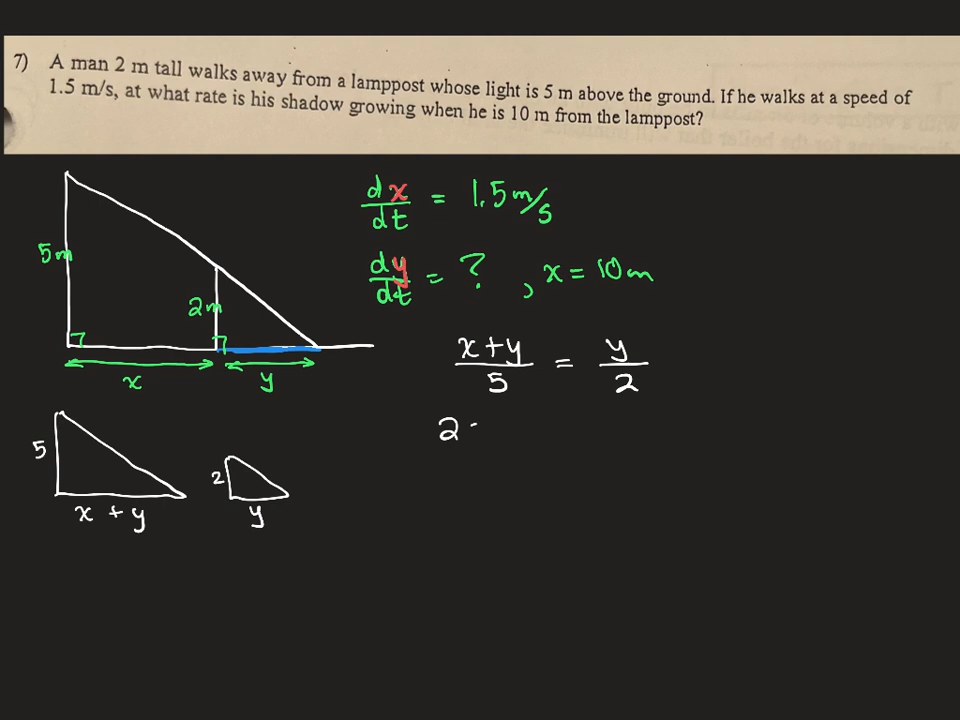 7) A man 2 m tall walks away from a lamppost whose light is 5 m above the ground. If he walks at a speed of
1.5 m/s, at what rate is his shadow growing when he is 10 m from the lamppost?
dx/dt = 1.5 m/s
dy/dt = ? , x = 10 m
5m
2m
x
y
(x+y)/5 = y/2
2
5
x + y
2
y